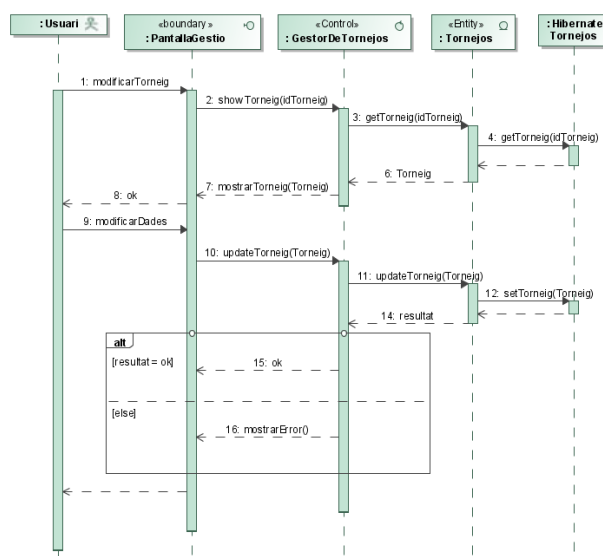 : Usuari
«boundary»
: PantallaGestio
«Control»
: GestorDeTornejos
«Entity»
: Tornejos
: Hibernate
Tornejos
1: modificarTorneig
2: showTorneig(idTorneig)
3: getTorneig(idTorneig)
4: getTorneig(idTorneig)
6: Torneig
7: mostrarTorneig(Torneig)
8: ok
9: modificarDades
10: updateTorneig(Torneig)
11: updateTorneig(Torneig)
12: setTorneig(Torneig)
14: resultat
alt
[resultat = ok]
15: ok
[else]
16: mostrarError()